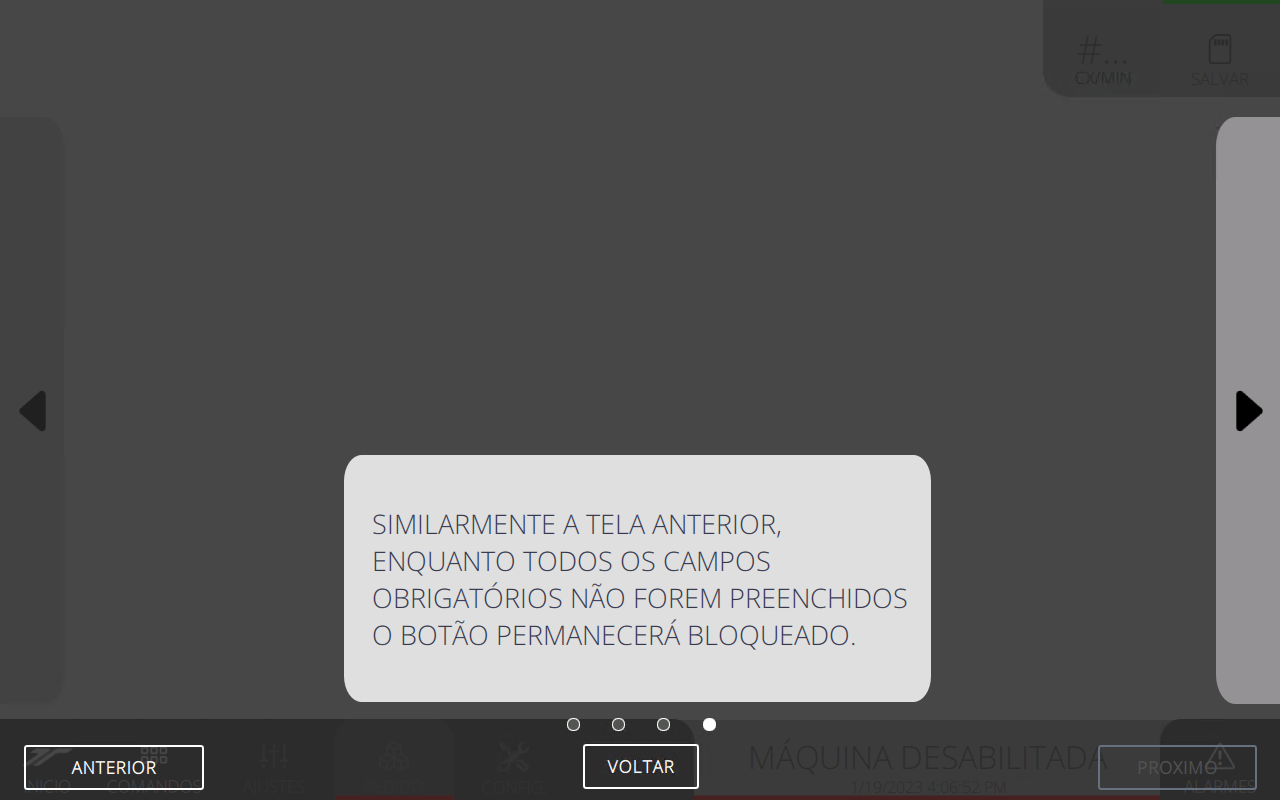 #...
CX/MIN
SALVAR
SIMILARMENTE A TELA ANTERIOR,
ENQUANTO TODOS OS CAMPOS
OBRIGATÓRIOS NÃO FOREM PREENCHIDOS
O BOTÃO PERMANECERÁ BLOQUEADO.
MÁQUINA DESABILITADA
1/19/2023 4:06:52 PM
ANTERIOR
VOLTAR
PROXIMO
INICIO
COMANDOS
AJUSTES
CONFIG
ALARMES